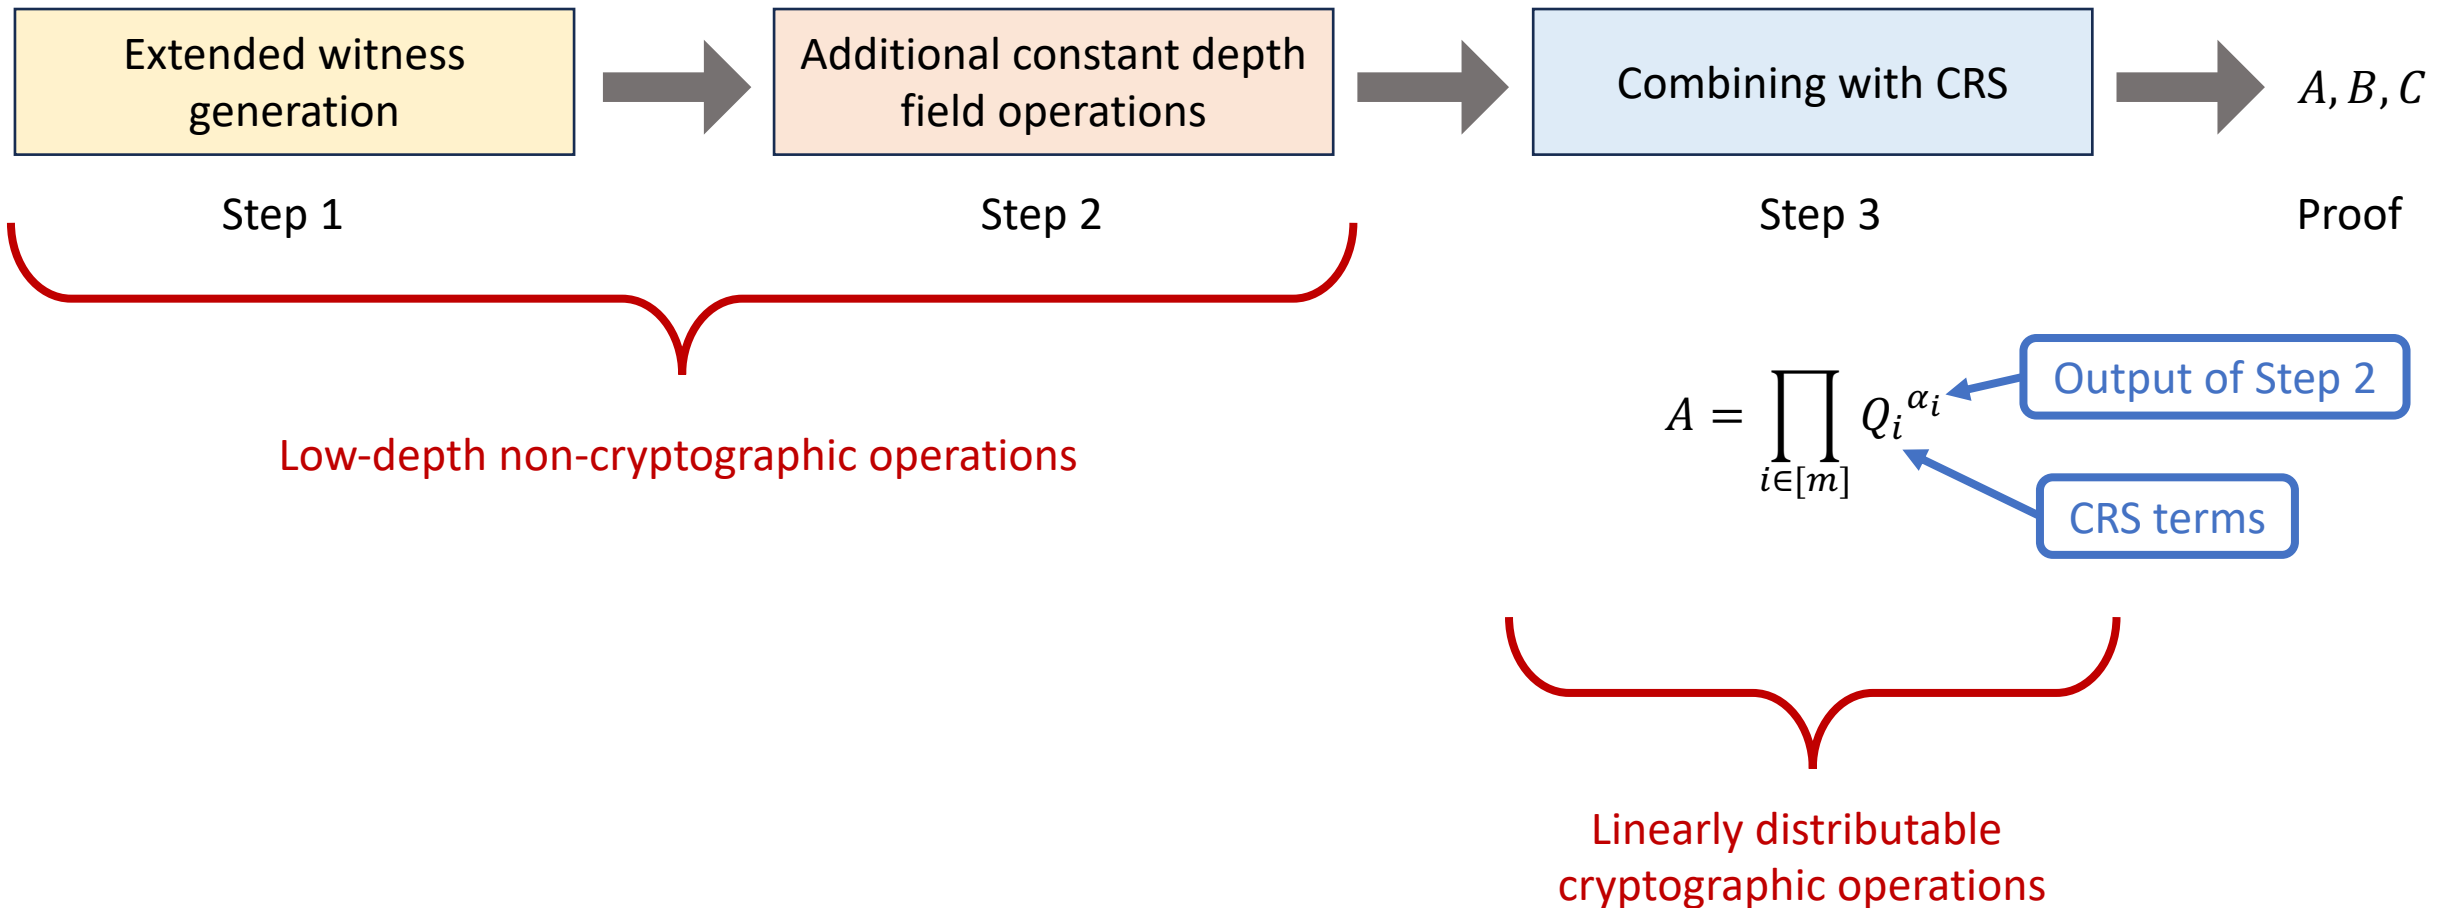 Extended witness
generation
Additional constant depth
field operations
Combining with CRS
A, B, C
Step 1
Step 2
Step 3
Proof
Low-depth non-cryptographic operations
A = ∏_{i∈[m]} Q_i^{α_i}
Output of Step 2
CRS terms
Linearly distributable
cryptographic operations